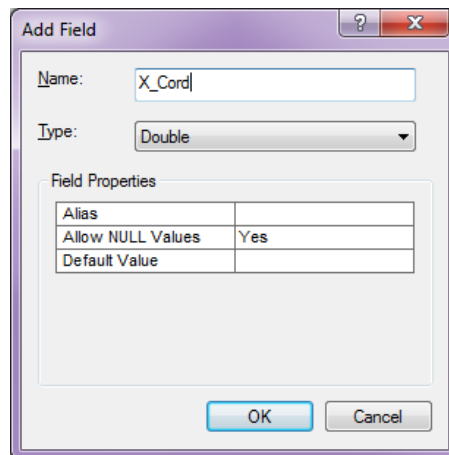 Add Field
?
Name: X_Cord
Type: Double
Field Properties
Alias
Allow NULL Values Yes
Default Value
OK Cancel